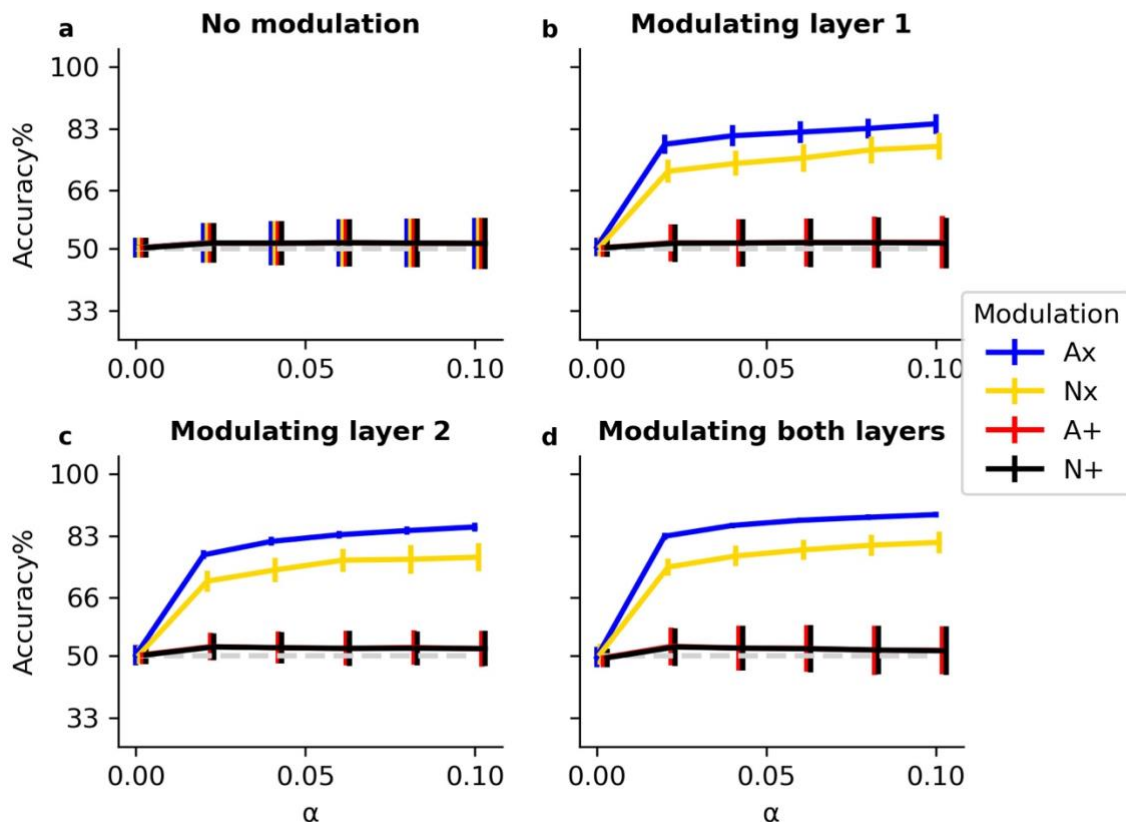 a No modulation
b Modulating layer 1
100
83
66
50
33
Accuracy%
0.00 0.05 0.10
0.00 0.05 0.10
Modulation
Ax
Nx
A+
N+
c Modulating layer 2
d Modulating both layers
100
83
66
50
33
Accuracy%
0.00 0.05 0.10
α
0.00 0.05 0.10
α